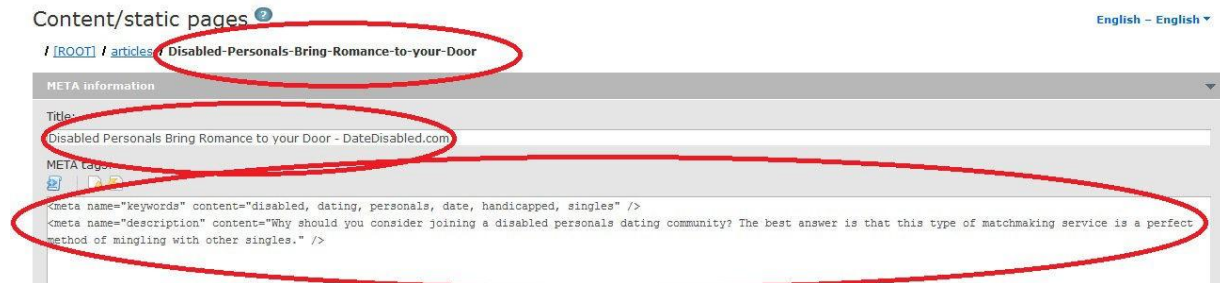 Content/static pages ?
English – English
/ [ROOT] / articles / Disabled-Personals-Bring-Romance-to-your-Door
META information
Title:
Disabled Personals Bring Romance to your Door - DateDisabled.com
META tags:
<meta name="keywords" content="disabled, dating, personals, date, handicapped, singles" />
<meta name="description" content="Why should you consider joining a disabled personals dating community? The best answer is that this type of matchmaking service is a perfect
method of mingling with other singles." />